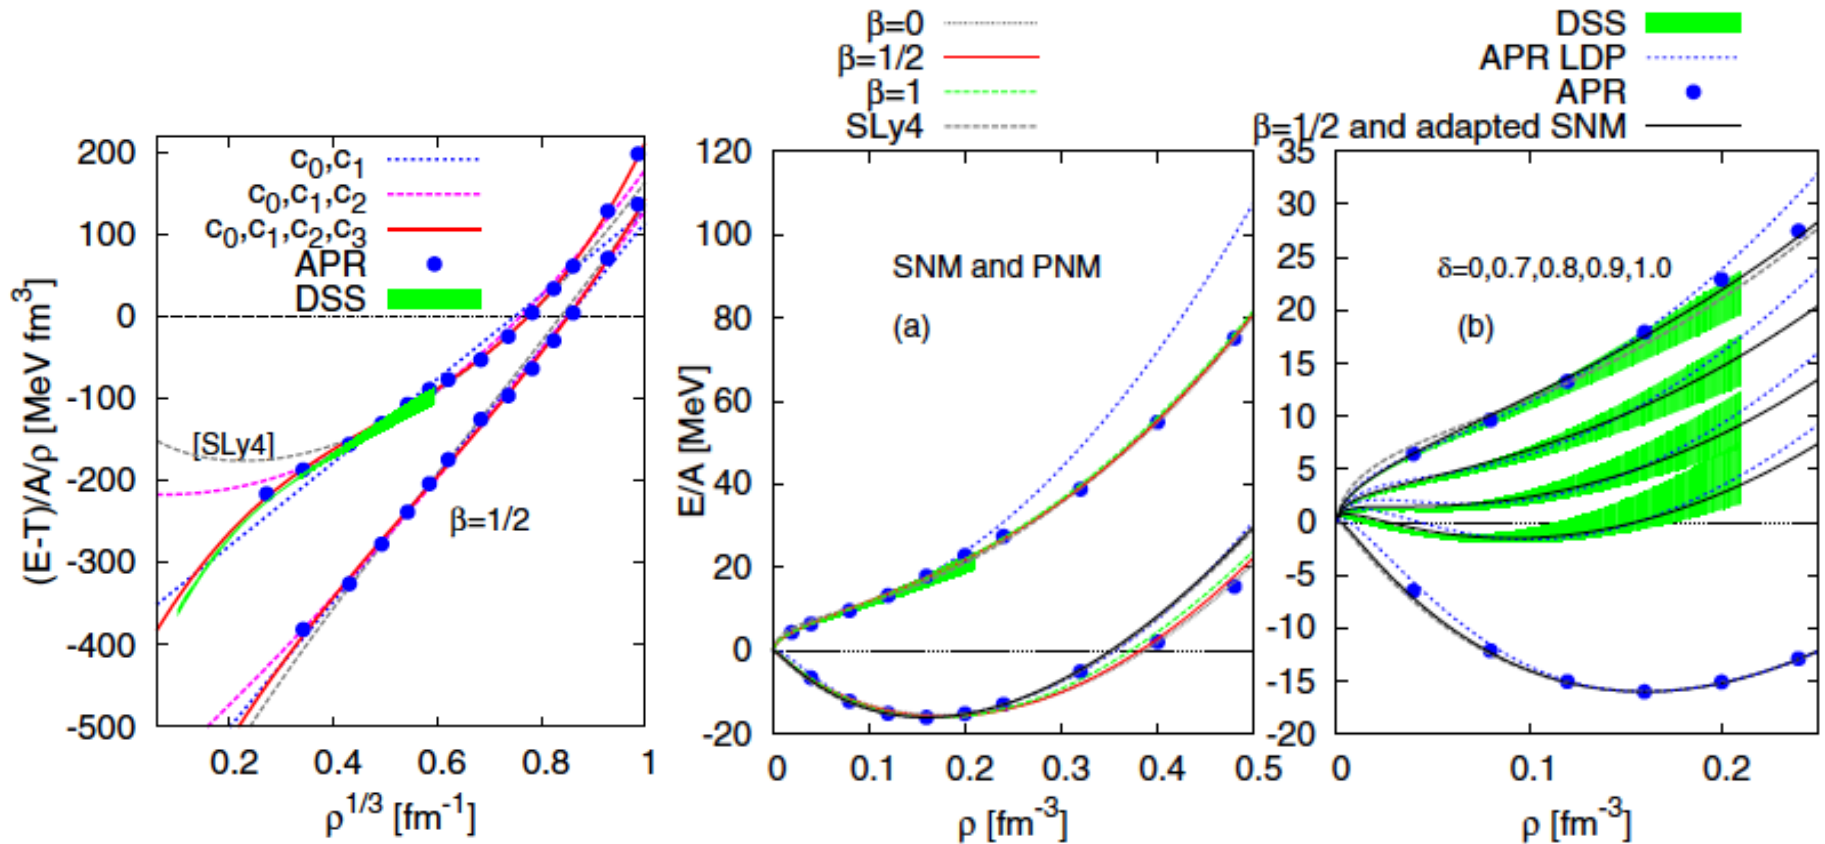 β=0
β=1/2
β=1
SLy4
DSS
APR LDP
APR
β=1/2 and adapted SNM
(E-T)/Aρ [MeV fm³]
200
100
0
-100
-200
-300
-400
-500
c₀,c₁
c₀,c₁,c₂
c₀,c₁,c₂,c₃
APR
DSS
[SLy4]
β=1/2
0.2 0.4 0.6 0.8 1
ρ^1/3 [fm⁻¹]
E/A [MeV]
120
100
80
60
40
20
0
-20
SNM and PNM
(a)
0 0.1 0.2 0.3 0.4 0.5
ρ [fm⁻³]
35
30
25
20
15
10
5
0
-5
-10
-15
-20
δ=0,0.7,0.8,0.9,1.0
(b)
0 0.1 0.2
ρ [fm⁻³]